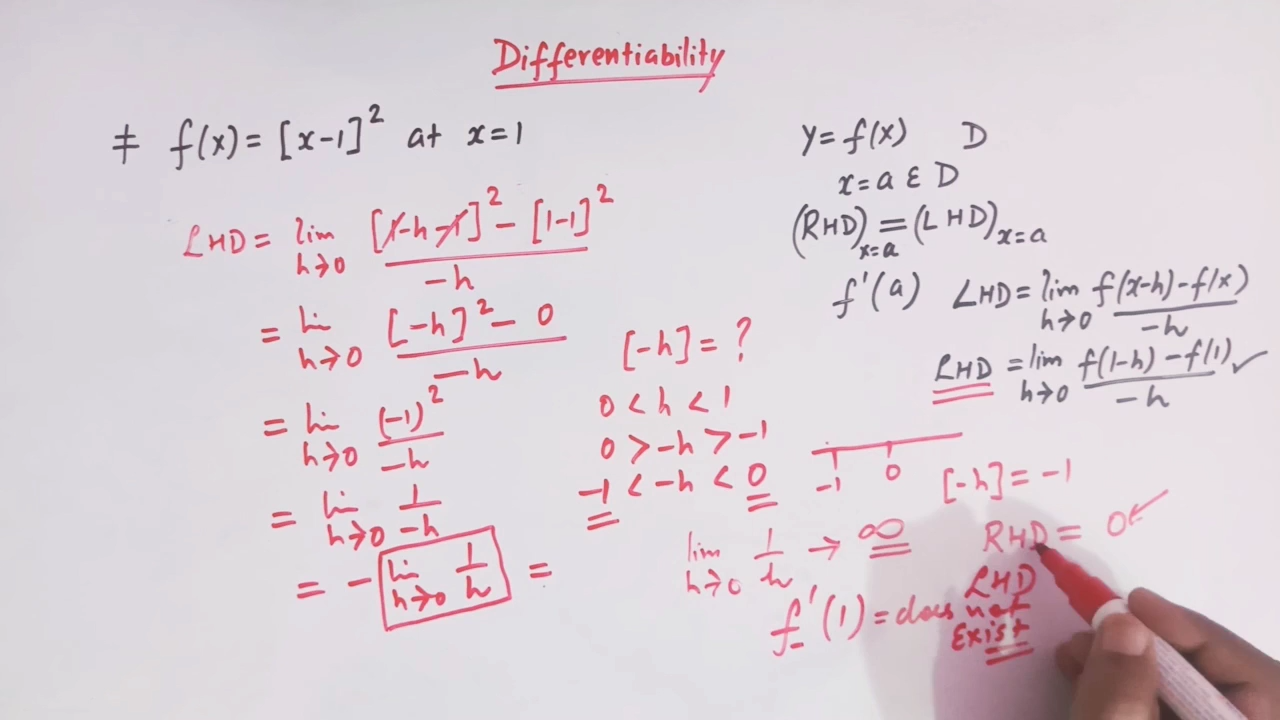 Differentiability
# f(x) = [x-1]² at x=1
LHD = lim h→0 ([1-h-1]² - [1-1]²)/(-h)
= lim h→0 ([-h]² - 0)/(-h)
= lim h→0 (-1)²/(-h)
= lim h→0 1/(-h)
= - lim h→0 1/h =
[-h] = ?
0 < h < 1
0 > -h > -1
-1 < -h < 0
lim h→0 1/h → ∞
y = f(x) D
x = a ε D
(RHD)x=a = (LHD)x=a
f'(a) LHD = lim h→0 (f(x-h) - f(x))/(-h)
LHD = lim h→0 (f(1-h) - f(1))/(-h) ✓
-1 0
[-h] = -1
RHD = 0
LHD
f'(1) = does not
Exist